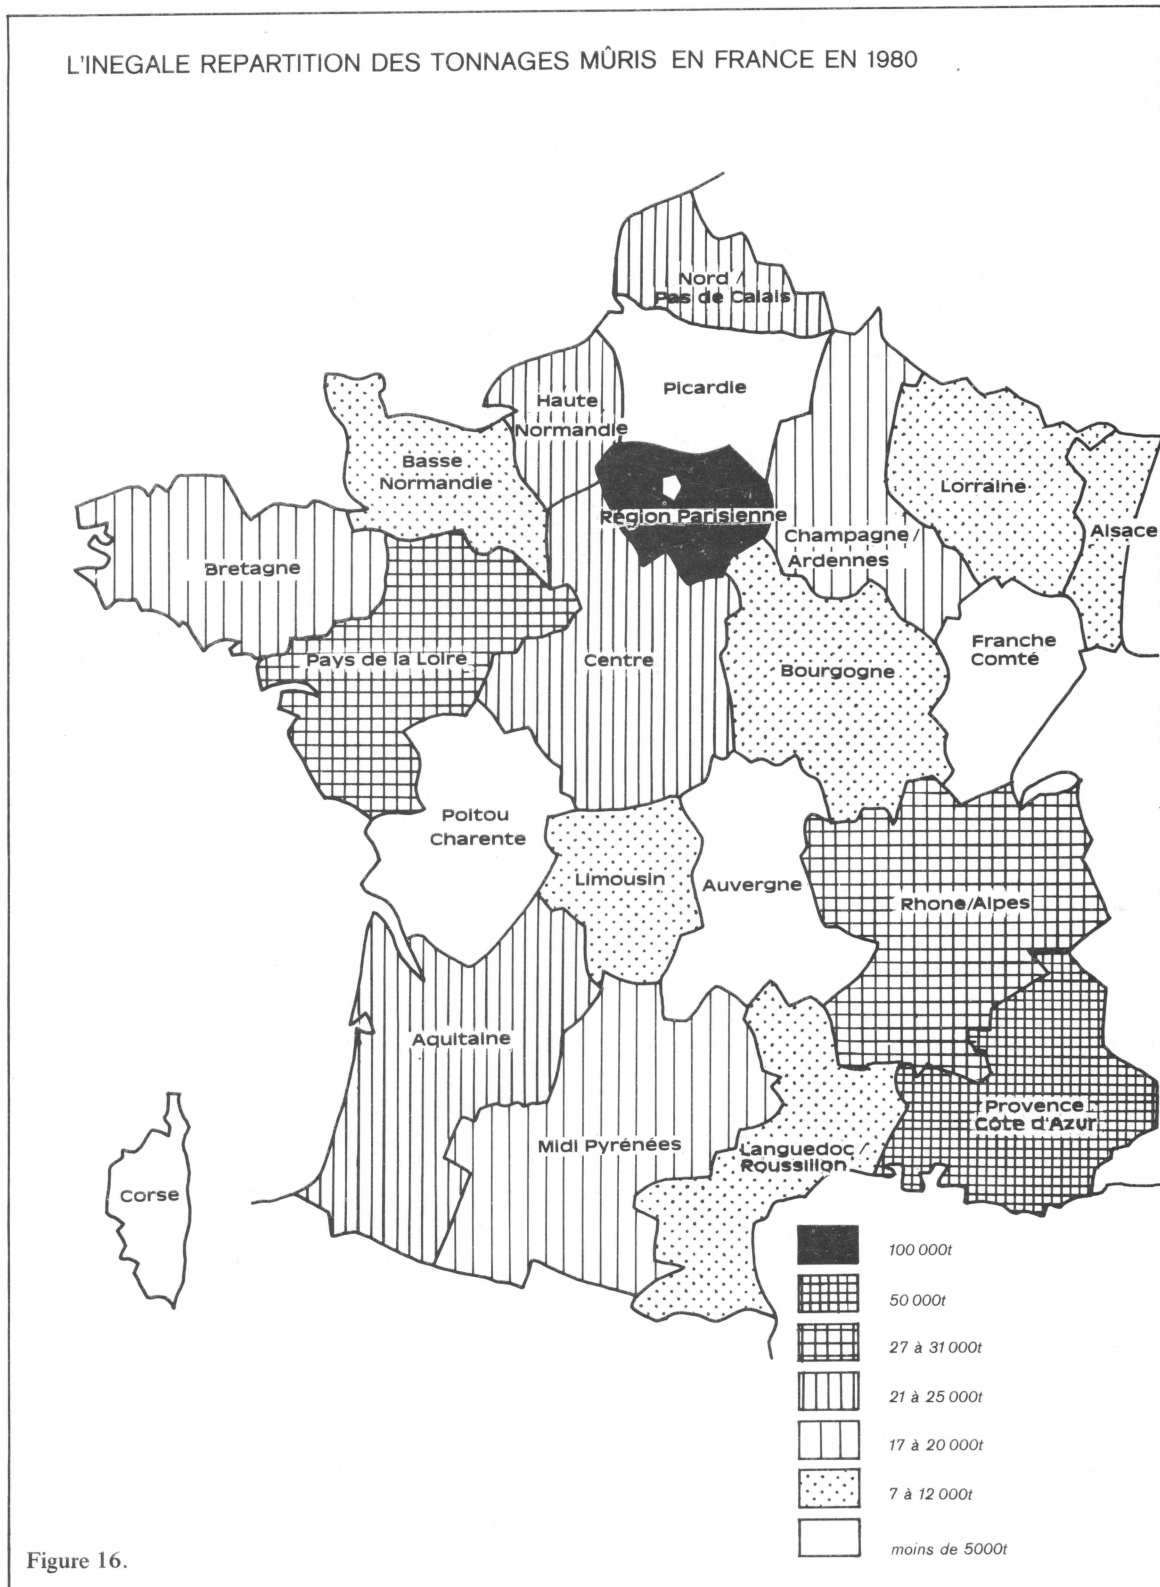 L'INEGALE REPARTITION DES TONNAGES MÛRIS EN FRANCE EN 1980
Nord /
Pas de Calais
Picardie
Haute
Normandie
Basse
Normandie
Région Parisienne
Lorraine
Alsace
Champagne/
Ardennes
Bretagne
Pays de la Loire
Centre
Bourgogne
Franche
Comté
Poitou
Charente
Limousin
Auvergne
Rhone/Alpes
Aquitaine
Midi Pyrénées
Languedoc/
Roussillon
Provence
Côte d'Azur
Corse
100 000t
50 000t
27 à 31 000t
21 à 25 000t
17 à 20 000t
7 à 12 000t
moins de 5000t
Figure 16.